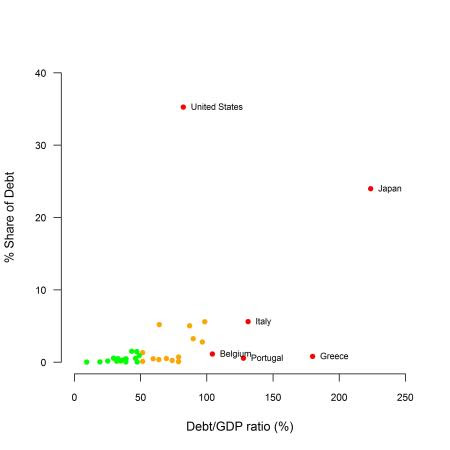 40
United States
30
Japan
% Share of Debt
20
10
Italy
Belgium
Portugal
Greece
0
0 50 100 150 200 250
Debt/GDP ratio (%)